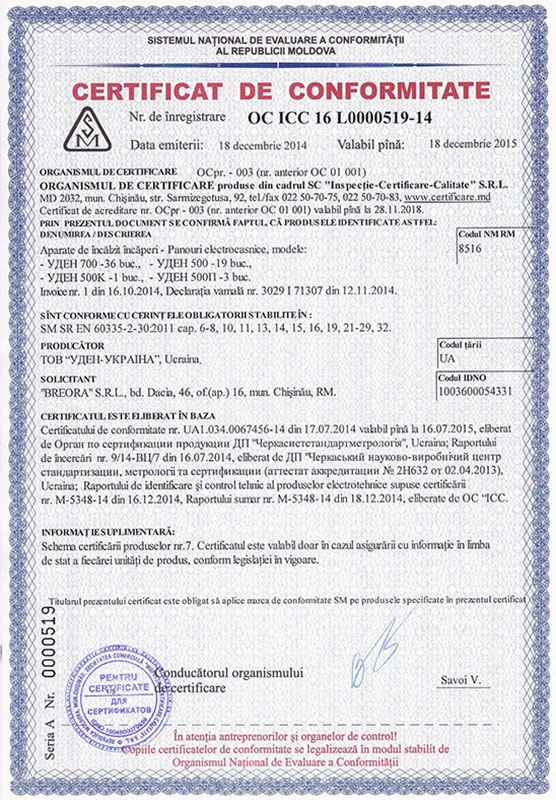 SISTEMUL NAȚIONAL DE EVALUARE A CONFORMITĂȚII
AL REPUBLICII MOLDOVA
CERTIFICAT DE CONFORMITATE
SM
Nr. de înregistrare OC ICC 16 L0000519-14
Data emiterii: 18 decembrie 2014 Valabil pînă: 18 decembrie 2015
ORGANISMUL DE CERTIFICARE OCpr. - 003 (nr. anterior OC 01 001)
ORGANISMUL DE CERTIFICARE produse din cadrul SC "Inspecție-Certificare-Calitate" S.R.L.
MD 2032, mun. Chișinău, str. Sarmizegetusa, 92, tel./fax 022 50-75-70, 022 50-70-83, www.certificare.md
Certificat de acreditare nr. OCpr - 003 (nr. anterior OC 01 001) valabil pînă la 28.11.2018.
PRIN PREZENTUL DOCUMENT SE CONFIRMĂ FAPTUL, CĂ PRODUSELE IDENTIFICATE ASTFEL:
DENUMIREA / DESCRIEREA
Codul NM RM
8516
Aparate de încălzit încăperi - Panouri electrocasnice, modele:
- УДЕН 700 -36 buc., - УДЕН 500 -19 buc.,
- УДЕН 500K -1 buc., - УДЕН 500П -3 buc.
Invoice nr. 1 din 16.10.2014, Declarația vamală nr. 3029 I 71307 din 12.11.2014.
SÎNT CONFORME CU CERINȚELE OBLIGATORII STABILITE ÎN :
SM SR EN 60335-2-30:2011 cap. 6-8, 10, 11, 13, 14, 15, 16, 19, 21-29, 32.
PRODUCĂTOR
ТОВ "УДЕН-УКРАЇНА", Ucraina.
Codul țării
UA
SOLICITANT
"BREORA" S.R.L., bd. Dacia, 46, of.(ap.) 16, mun. Chișinău, RM.
Codul IDNO
1003600054331
CERTIFICATUL ESTE ELIBERAT ÎN BAZA
Certificatului de conformitate nr. UA1.034.0067456-14 din 17.07.2014 valabil pînă la 16.07.2015, eliberat
de Орган по сертификации продукции ДП "Черкасистандартметрологія", Ucraina; Raportului
de încercări nr. 9/14-ВЦ/7 din 16.07.2014, eliberat de ДП "Черкаський науково-виробнічій центр
стандартизации, метрологі та сертификации (аттестат аккредитации № 2H632 от 02.04.2013),
Ucraina; Raportului de identificare și control tehnic al produselor electrotehnice supuse certificării
nr. M-5348-14 din 16.12.2014, Raportului sumar nr. M-5348-14 din 18.12.2014, eliberate de OC "ICC.
INFORMAȚIE SUPLIMENTARĂ:
Schema certificării produselor nr.7. Certificatul este valabil doar în cazul asigurării cu informație în limba
de stat a fiecărei unități de produs, conform legislației în vigoare.
Titularul prezentului certificat este obligat să aplice marca de conformitate SM pe produsele specificate în prezentul certificat
Seria A Nr. 0000519
PENTRU
CERTIFICATE
ДЛЯ
СЕРТИФИКАТОВ
Conducătorul organismului
de certificare
Savoi V.
În atenția antreprenorilor și organelor de control!
Copiile certificatelor de conformitate se legalizează în modul stabilit de
Organismul Național de Evaluare a Conformității